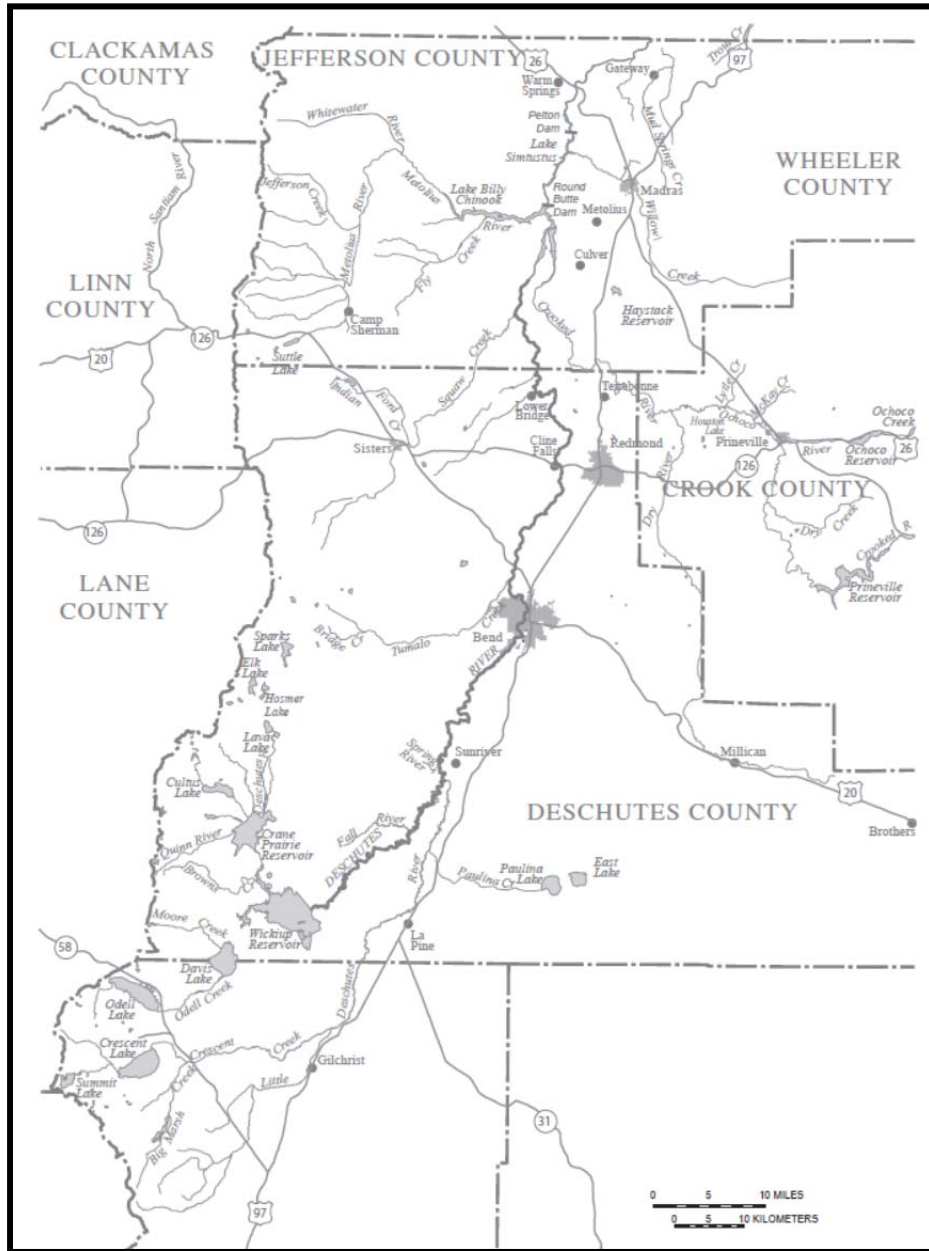 CLACKAMAS
COUNTY
JEFFERSON COUNTY
26
Warm
Springs
Gateway
Trout Cr
97
Whitewater
River
Pelton
Dam
Mud Springs Cr
Lake
Simtustus
WHEELER
COUNTY
North Santiam River
Jefferson
Creek
Metolius River
Metolius
Lake Billy
Chinook
River
Round
Butte
Dam
Madras
Metolius
Willow
Creek
LINN
COUNTY
Fly Creek
Culver
Crooked
Haystack
Reservoir
Camp
Sherman
126
20
Suttle
Lake
Indian
Ford Cr
Squaw Creek
Lower
Bridge
Terrebonne
River
Lytle Cr
McKay Cr
Houston
Lake
Ochoco
Prineville
Ochoco
Creek
Sisters
Cline
Falls
Redmond
River
Ochoco
Reservoir
26
126
CROOK COUNTY
Dry River
126
Dry Creek
Crooked R
Prineville
Reservoir
LANE
COUNTY
Sparks
Lake
Bridge Cr
Tumalo
Creek
Bend
RIVER
Elk
Lake
Hosmer
Lake
Lava
Lake
Deschutes
Spring
River
Sunriver
Millican
20
Brothers
Cultus
Lake
DESCHUTES COUNTY
Quinn River
Crane
Prairie
Reservoir
Fall River
DESCHUTES
Browns
River
Paulina Cr
Paulina
Lake
East
Lake
Moore Creek
Wickiup
Reservoir
La
Pine
58
Davis
Lake
Odell
Lake
Odell Creek
Deschutes
Crescent
Lake
Crescent
Creek
Gilchrist
Creek
Little
Summit
Lake
Big Marsh
31
97
0 5 10 MILES
0 5 10 KILOMETERS